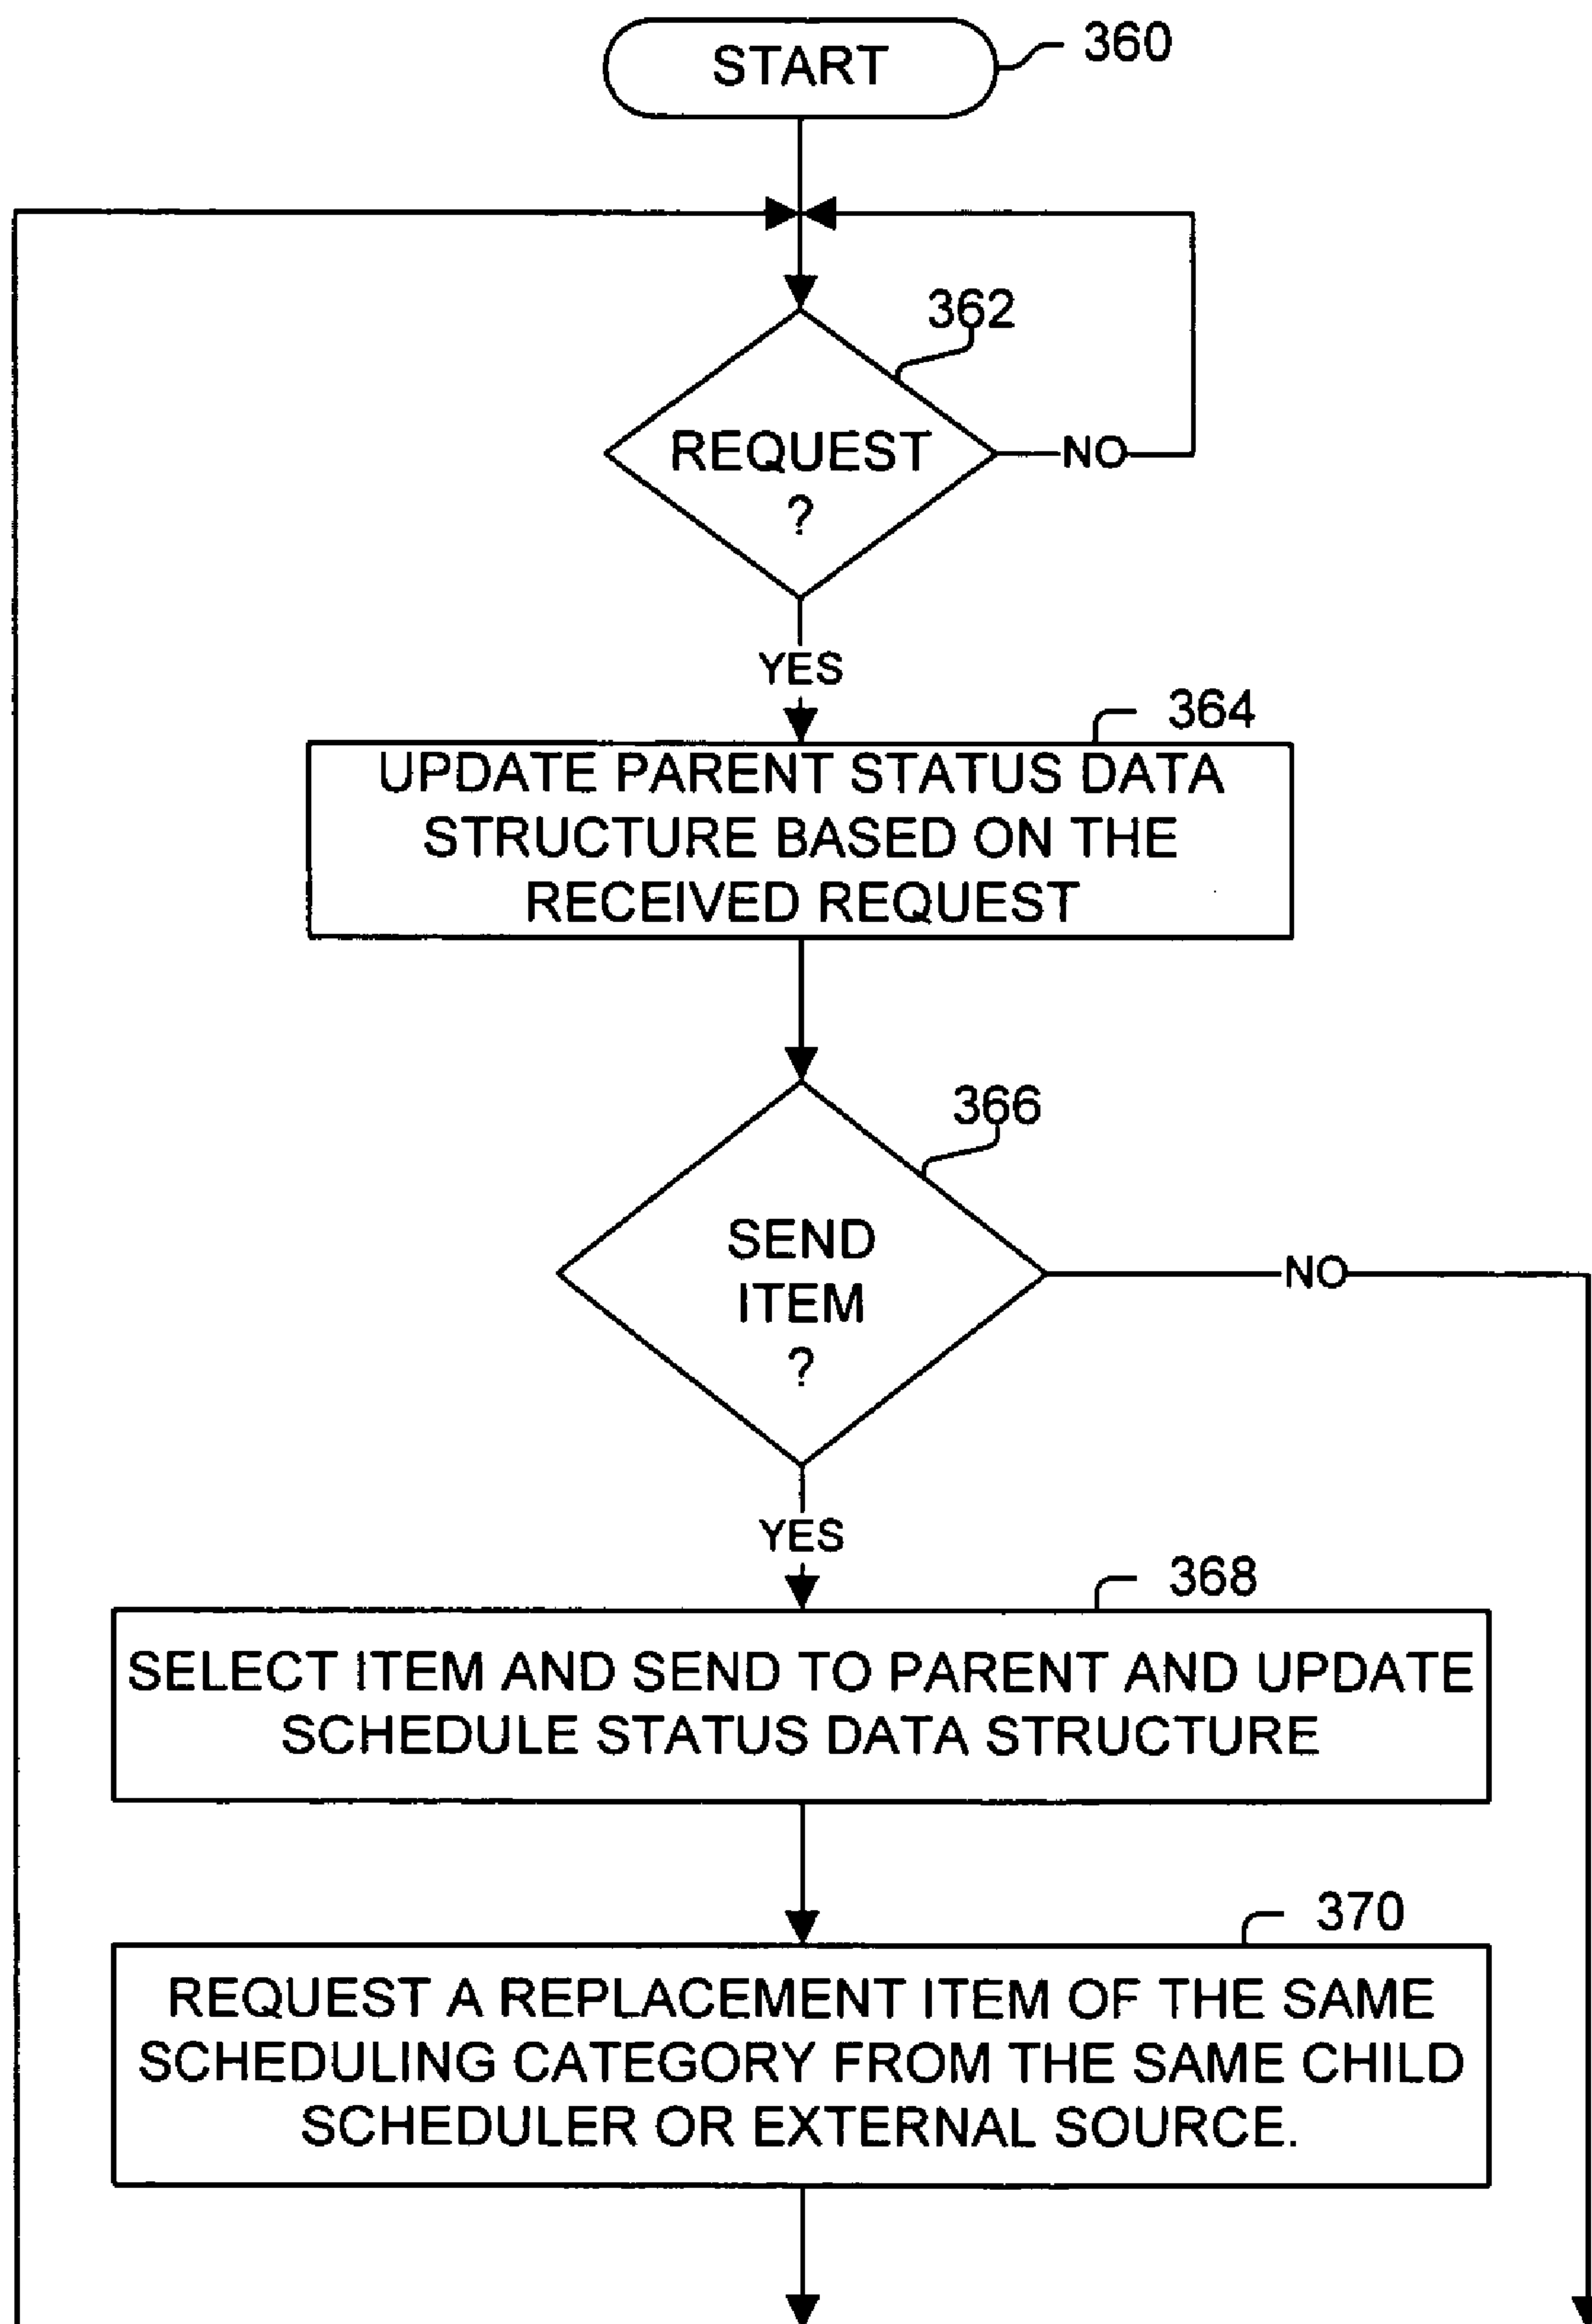 START
360
362
REQUEST
?
NO
YES
364
UPDATE PARENT STATUS DATA
STRUCTURE BASED ON THE
RECEIVED REQUEST
366
SEND
ITEM
?
NO
YES
368
SELECT ITEM AND SEND TO PARENT AND UPDATE
SCHEDULE STATUS DATA STRUCTURE
370
REQUEST A REPLACEMENT ITEM OF THE SAME
SCHEDULING CATEGORY FROM THE SAME CHILD
SCHEDULER OR EXTERNAL SOURCE.